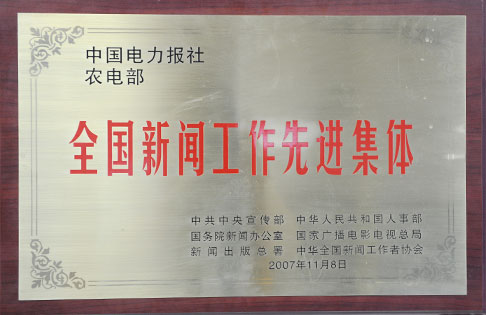 中国电力报社
农电部
全国新闻工作先进集体
中共中央宣传部 中华人民共和国人事部
国务院新闻办公室 国家广播电影电视总局
新闻出版总署 中华全国新闻工作者协会
2007年11月8日